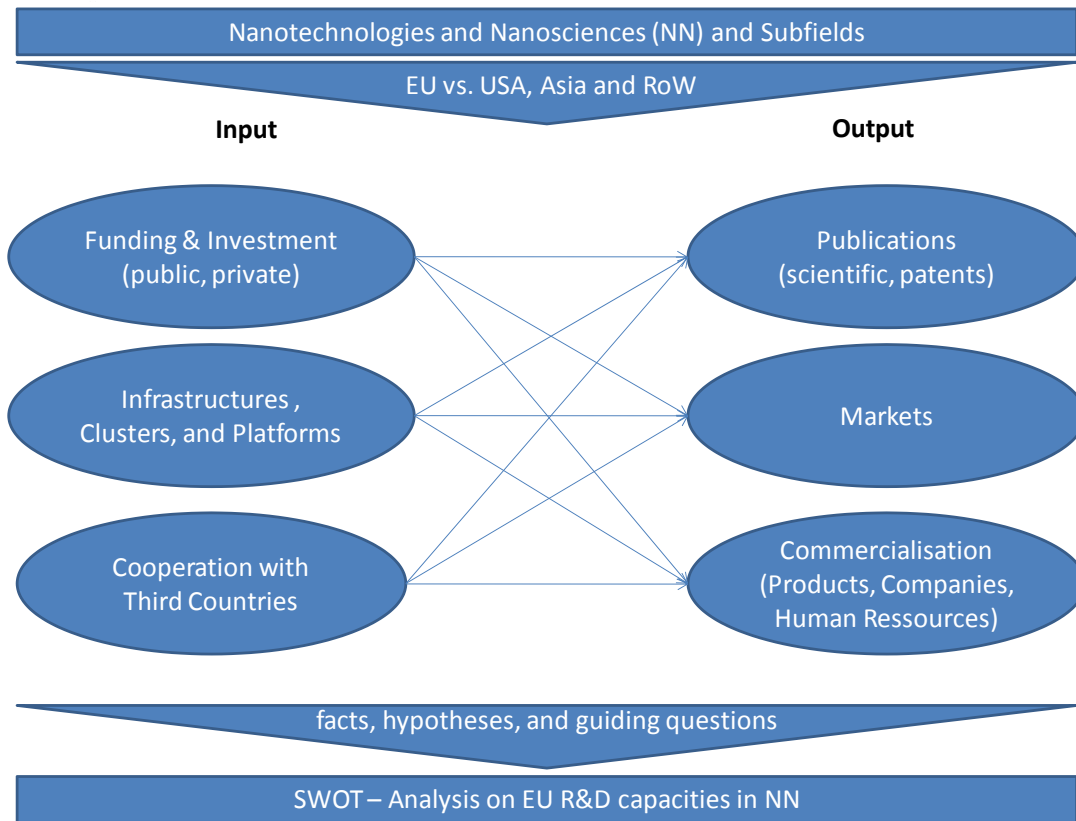 Nanotechnologies and Nanosciences (NN) and Subfields
EU vs. USA, Asia and RoW
Input
Output
Funding & Investment
(public, private)
Publications
(scientific, patents)
Infrastructures ,
Clusters, and Platforms
Markets
Cooperation with
Third Countries
Commercialisation
(Products, Companies,
Human Ressources)
facts, hypotheses, and guiding questions
SWOT – Analysis on EU R&D capacities in NN